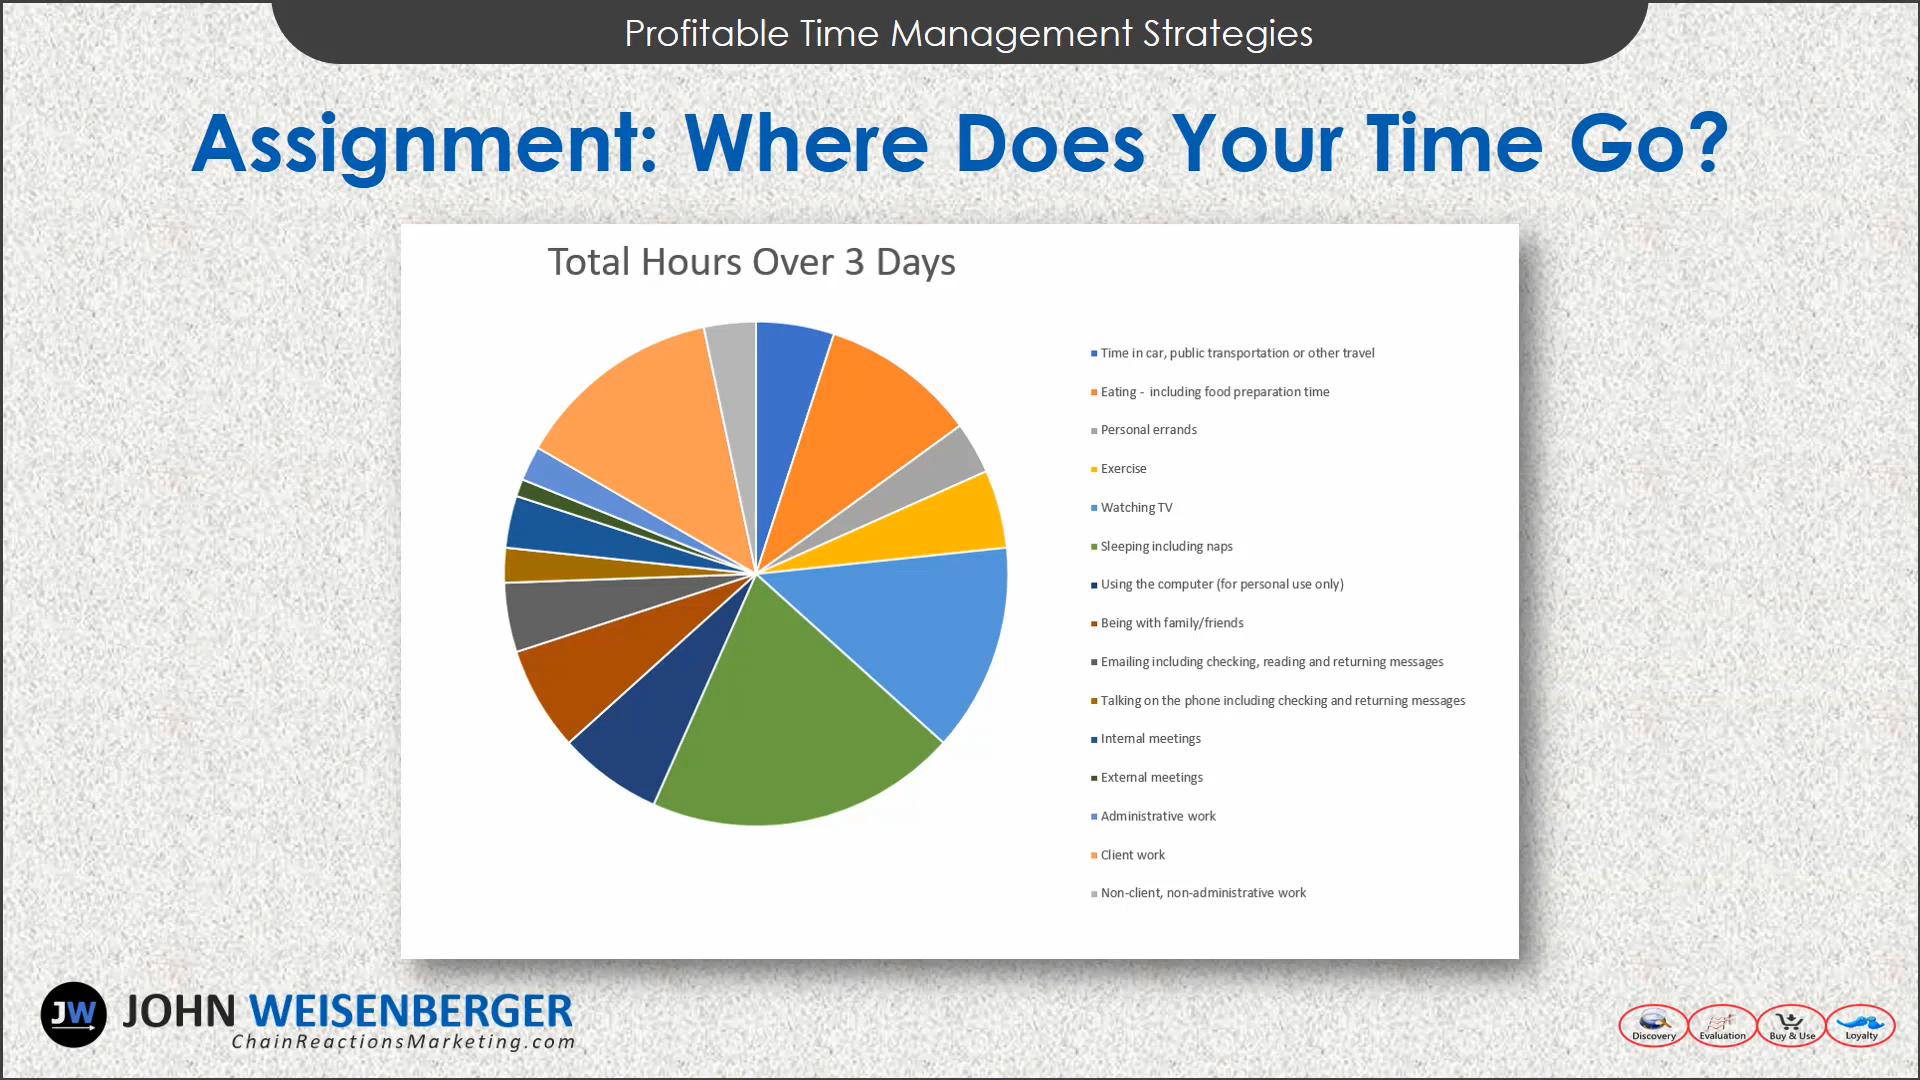 Profitable Time Management Strategies
Assignment: Where Does Your Time Go?
Total Hours Over 3 Days
Time in car, public transportation or other travel
Eating - including food preparation time
Personal errands
Exercise
Watching TV
Sleeping including naps
Using the computer (for personal use only)
Being with family/friends
Emailing including checking, reading and returning messages
Talking on the phone including checking and returning messages
Internal meetings
External meetings
Administrative work
Client work
Non-client, non-administrative work
JW JOHN WEISENBERGER
ChainReactionsMarketing.com
Discovery Evaluation Buy & Use Loyalty